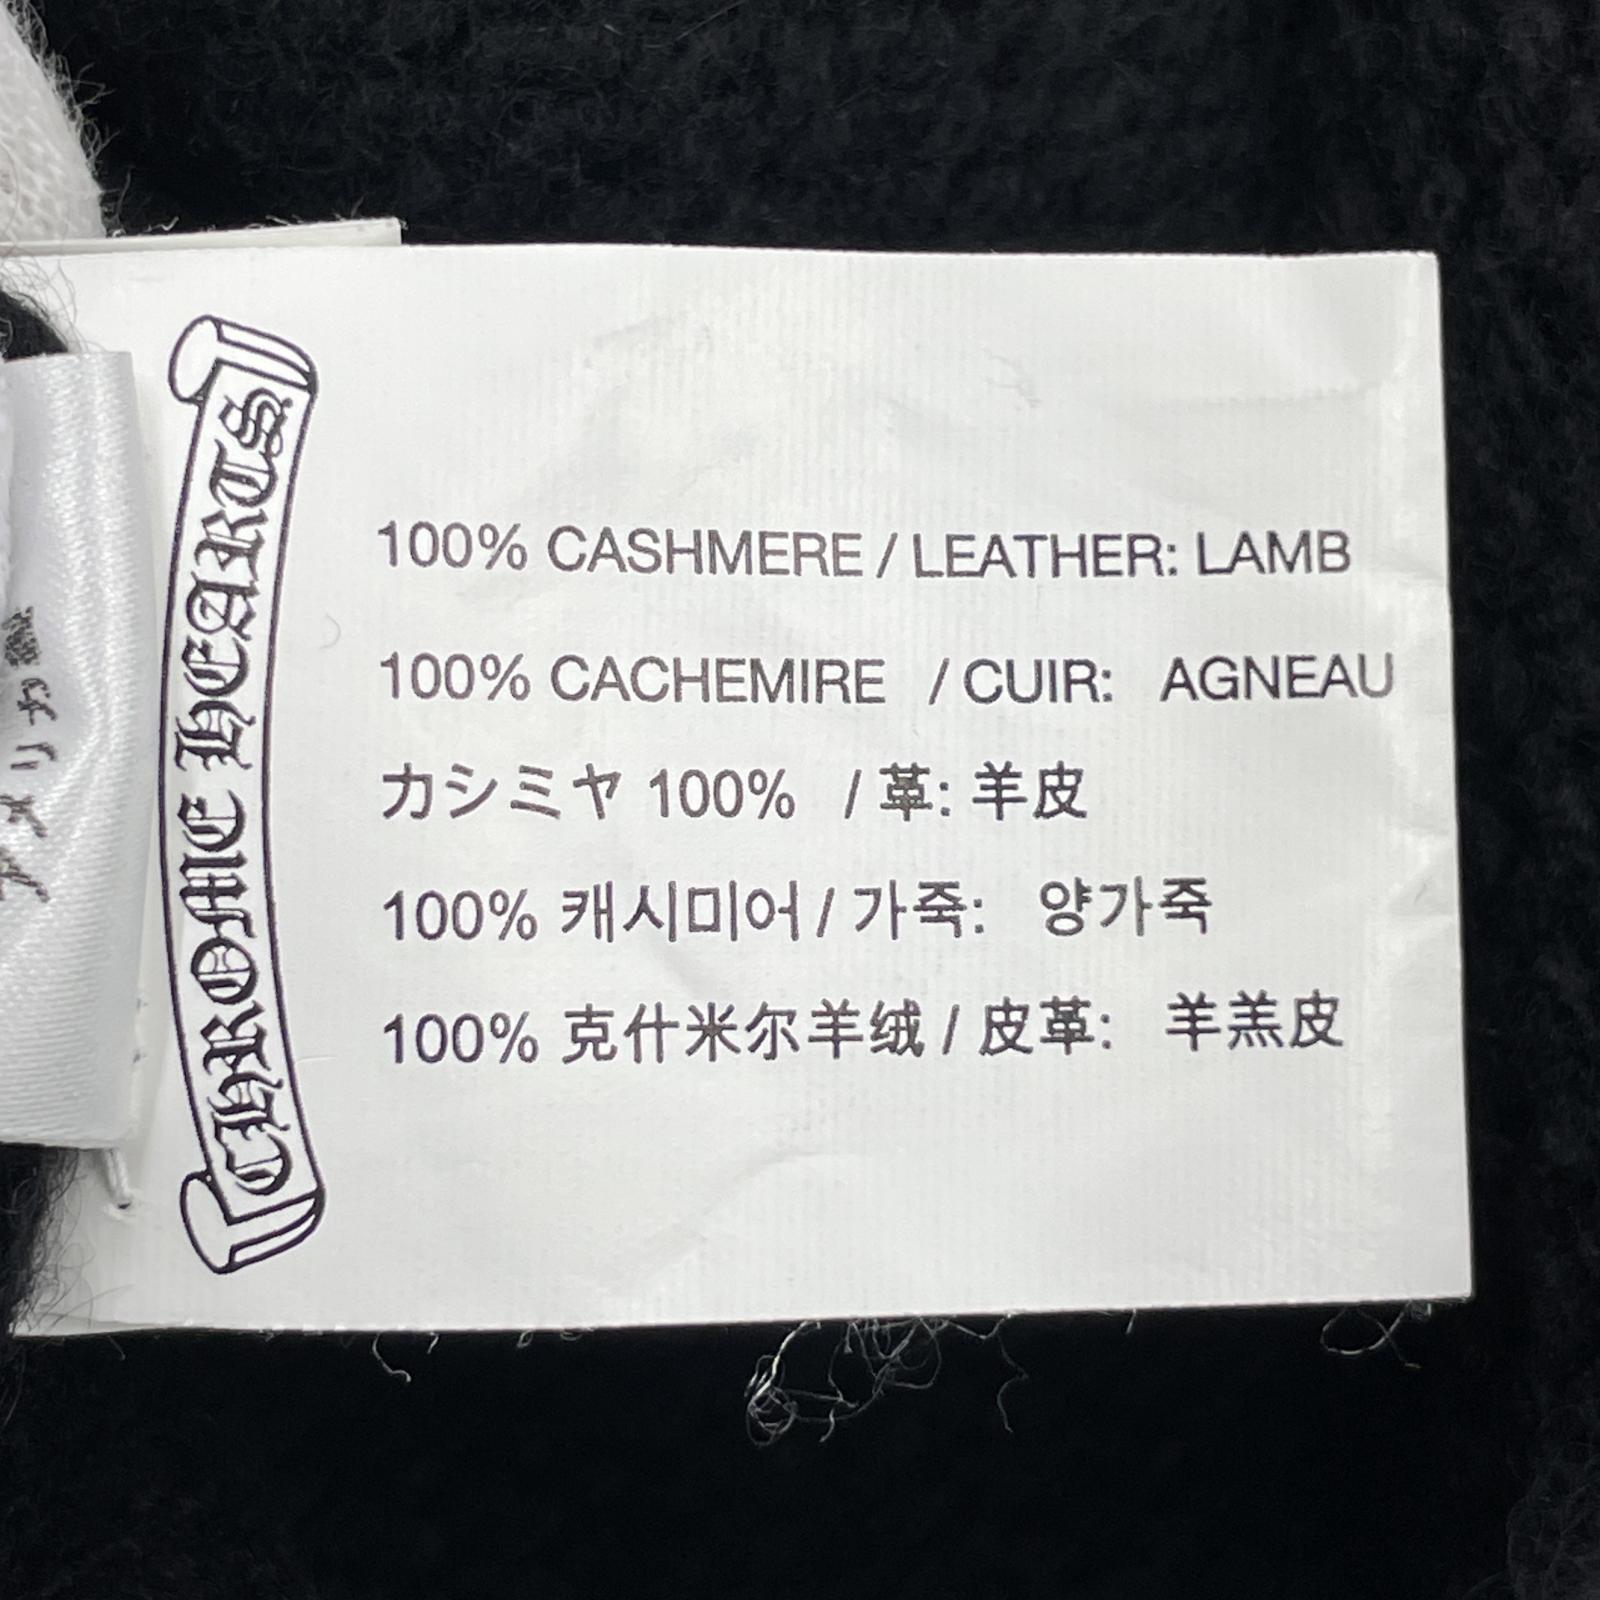 CHROME HEARTS
100% CASHMERE / LEATHER: LAMB
100% CACHEMIRE / CUIR: AGNEAU
カシミヤ 100% / 革: 羊皮
100% 캐시미어 / 가죽: 양가죽
100% 克什米尔羊绒 / 皮革: 羊羔皮